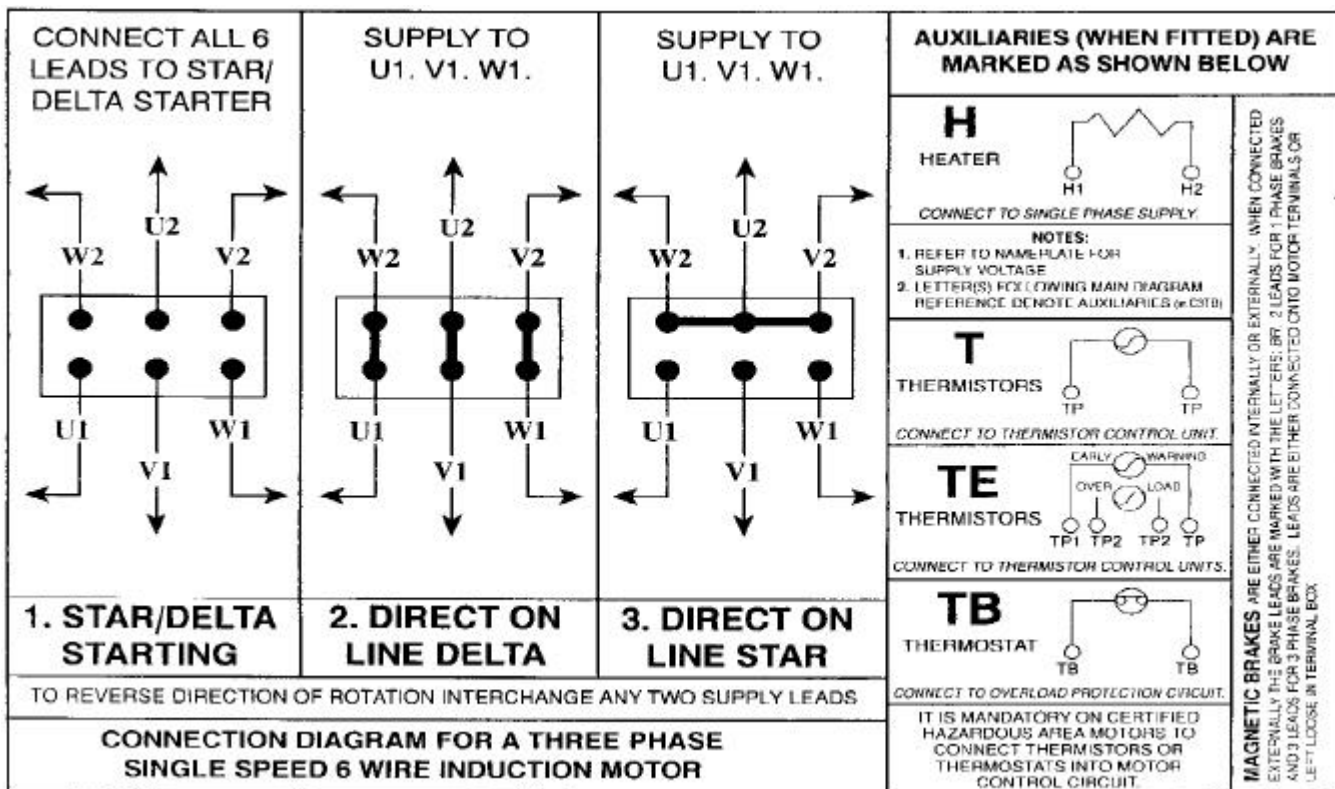 CONNECT ALL 6
LEADS TO STAR/
DELTA STARTER
W2
U2
V2
U1
V1
W1
1. STAR/DELTA
STARTING
SUPPLY TO
U1. V1. W1.
W2
U2
V2
U1
V1
W1
2. DIRECT ON
LINE DELTA
SUPPLY TO
U1. V1. W1.
W2
U2
V2
U1
V1
W1
3. DIRECT ON
LINE STAR
TO REVERSE DIRECTION OF ROTATION INTERCHANGE ANY TWO SUPPLY LEADS
CONNECTION DIAGRAM FOR A THREE PHASE
SINGLE SPEED 6 WIRE INDUCTION MOTOR
AUXILIARIES (WHEN FITTED) ARE
MARKED AS SHOWN BELOW
H
HEATER
H1
H2
CONNECT TO SINGLE PHASE SUPPLY.
NOTES:
1. REFER TO NAMEPLATE FOR
SUPPLY VOLTAGE
2. LETTER(S) FOLLOWING MAIN DIAGRAM
REFERENCE DENOTE AUXILIARIES
T
THERMISTORS
TP
TP
CONNECT TO THERMISTOR CONTROL UNIT.
TE
THERMISTORS
EARLY WARNING
OVER LOAD
TP1 TP2 TP2 TP
CONNECT TO THERMISTOR CONTROL UNITS.
TB
THERMOSTAT
TB
TB
CONNECT TO OVERLOAD PROTECTION CIRCUIT.
IT IS MANDATORY ON CERTIFIED
HAZARDOUS AREA MOTORS TO
CONNECT THERMISTORS OR
THERMOSTATS INTO MOTOR
CONTROL CIRCUIT.
MAGNETIC BRAKES ARE EITHER CONNECTED INTERNALLY OR EXTERNALLY. WHEN CONNECTED
EXTERNALLY THE BRAKE LEADS ARE MARKED WITH THE LETTERS: BR. 2 LEADS FOR 1 PHASE BRAKES
AND 3 LEADS FOR 3 PHASE BRAKES. LEADS ARE EITHER CONNECTED ONTO MOTOR TERMINALS OR
LEFT LOOSE IN TERMINAL BOX